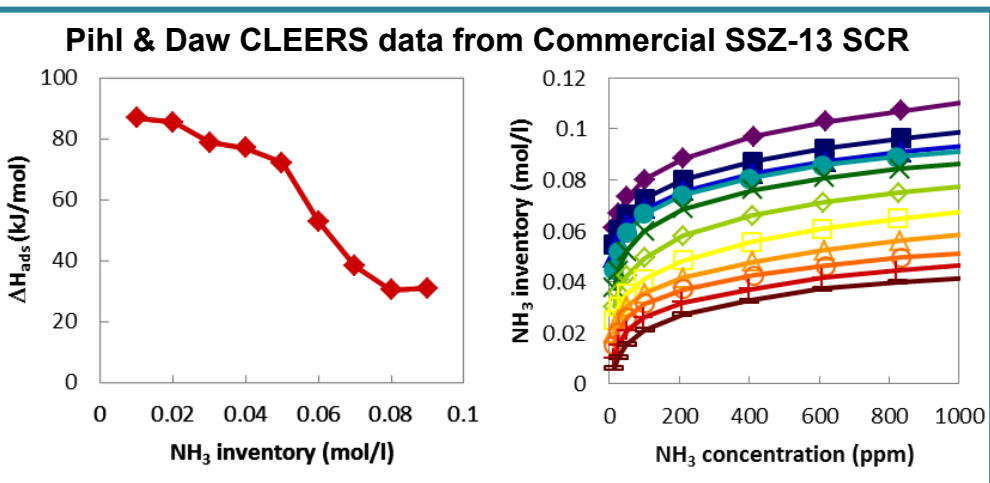 Pihl & Daw CLEERS data from Commercial SSZ-13 SCR
100
80
60
40
20
0
ΔH_ads (kJ/mol)
0 0.02 0.04 0.06 0.08 0.1
NH₃ inventory (mol/l)
0.12
0.1
0.08
0.06
0.04
0.02
0
NH₃ inventory (mol/l)
0 200 400 600 800 1000
NH₃ concentration (ppm)